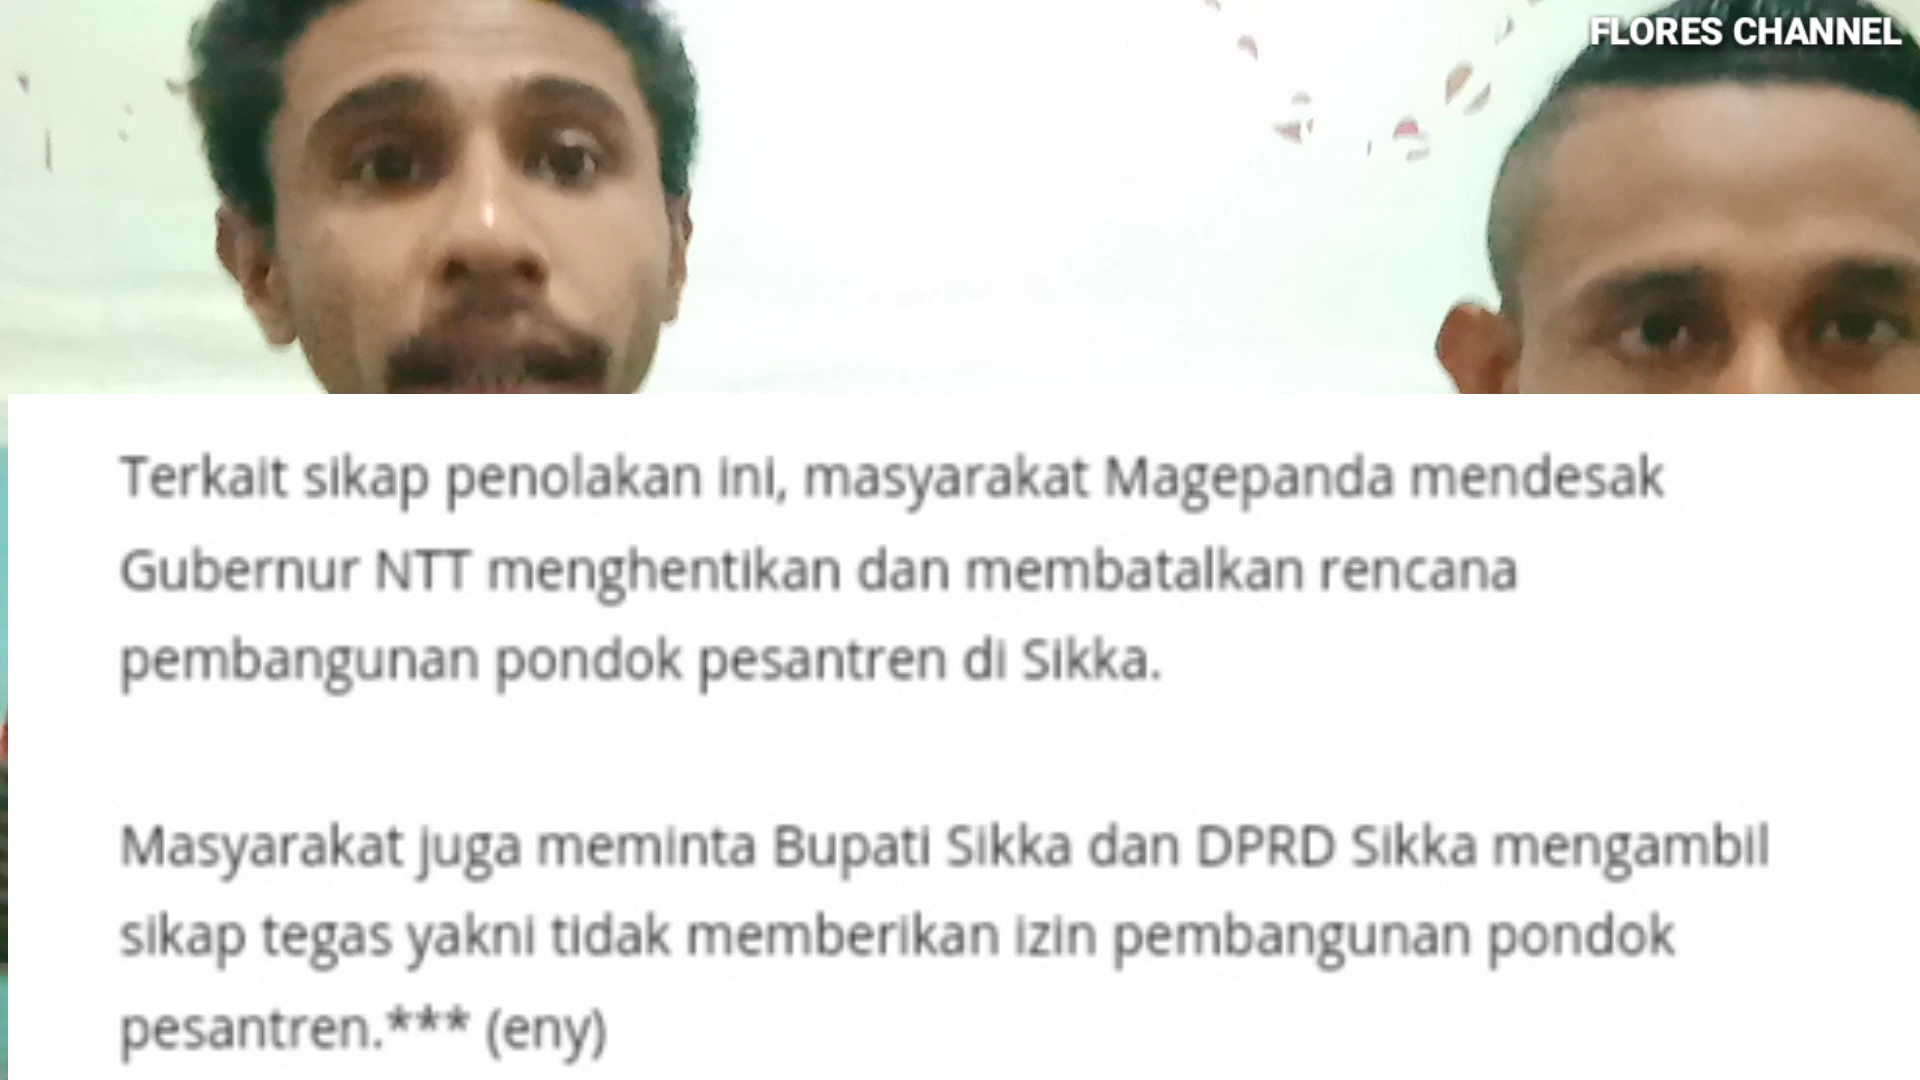 FLORES CHANNEL
Terkait sikap penolakan ini, masyarakat Magepanda mendesak
Gubernur NTT menghentikan dan membatalkan rencana
pembangunan pondok pesantren di Sikka.
Masyarakat juga meminta Bupati Sikka dan DPRD Sikka mengambil
sikap tegas yakni tidak memberikan izin pembangunan pondok
pesantren.*** (eny)